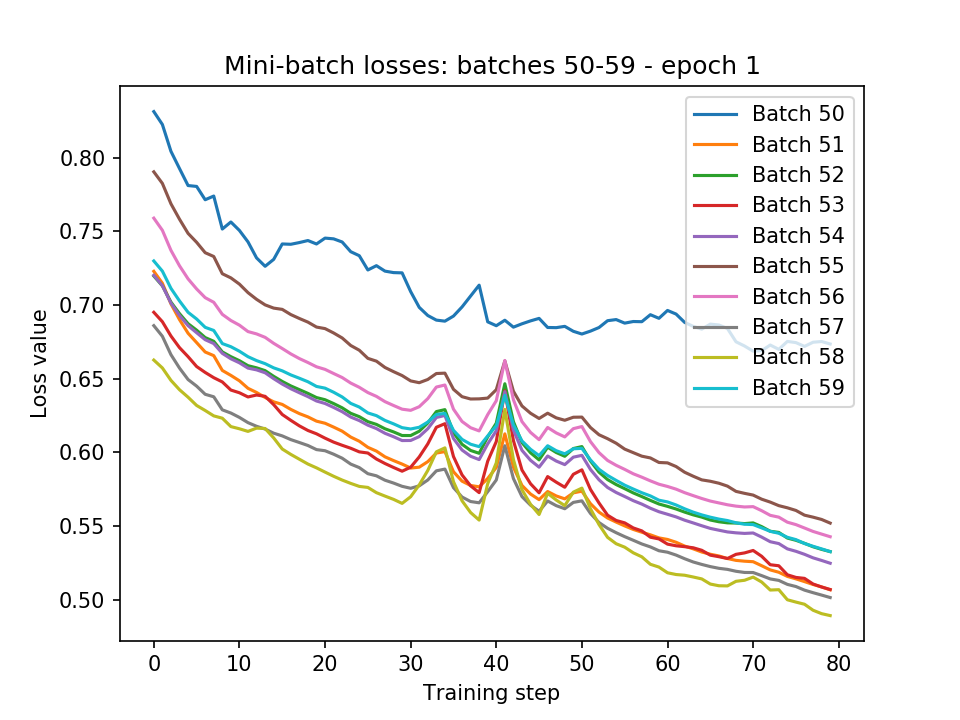 Mini-batch losses: batches 50-59 - epoch 1
Batch 50
Batch 51
Batch 52
Batch 53
Batch 54
Batch 55
Batch 56
Batch 57
Batch 58
Batch 59
0.80
0.75
0.70
0.65
0.60
0.55
0.50
Loss value
0 10 20 30 40 50 60 70 80
Training step